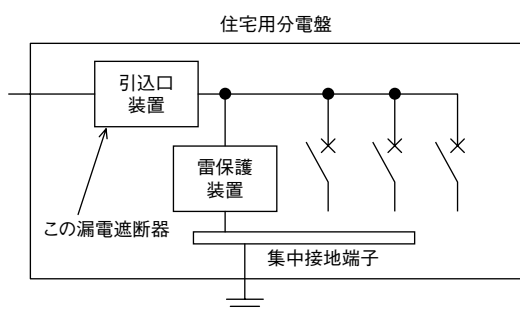 住宅用分電盤
引込口
装置
雷保護
装置
この漏電遮断器
集中接地端子